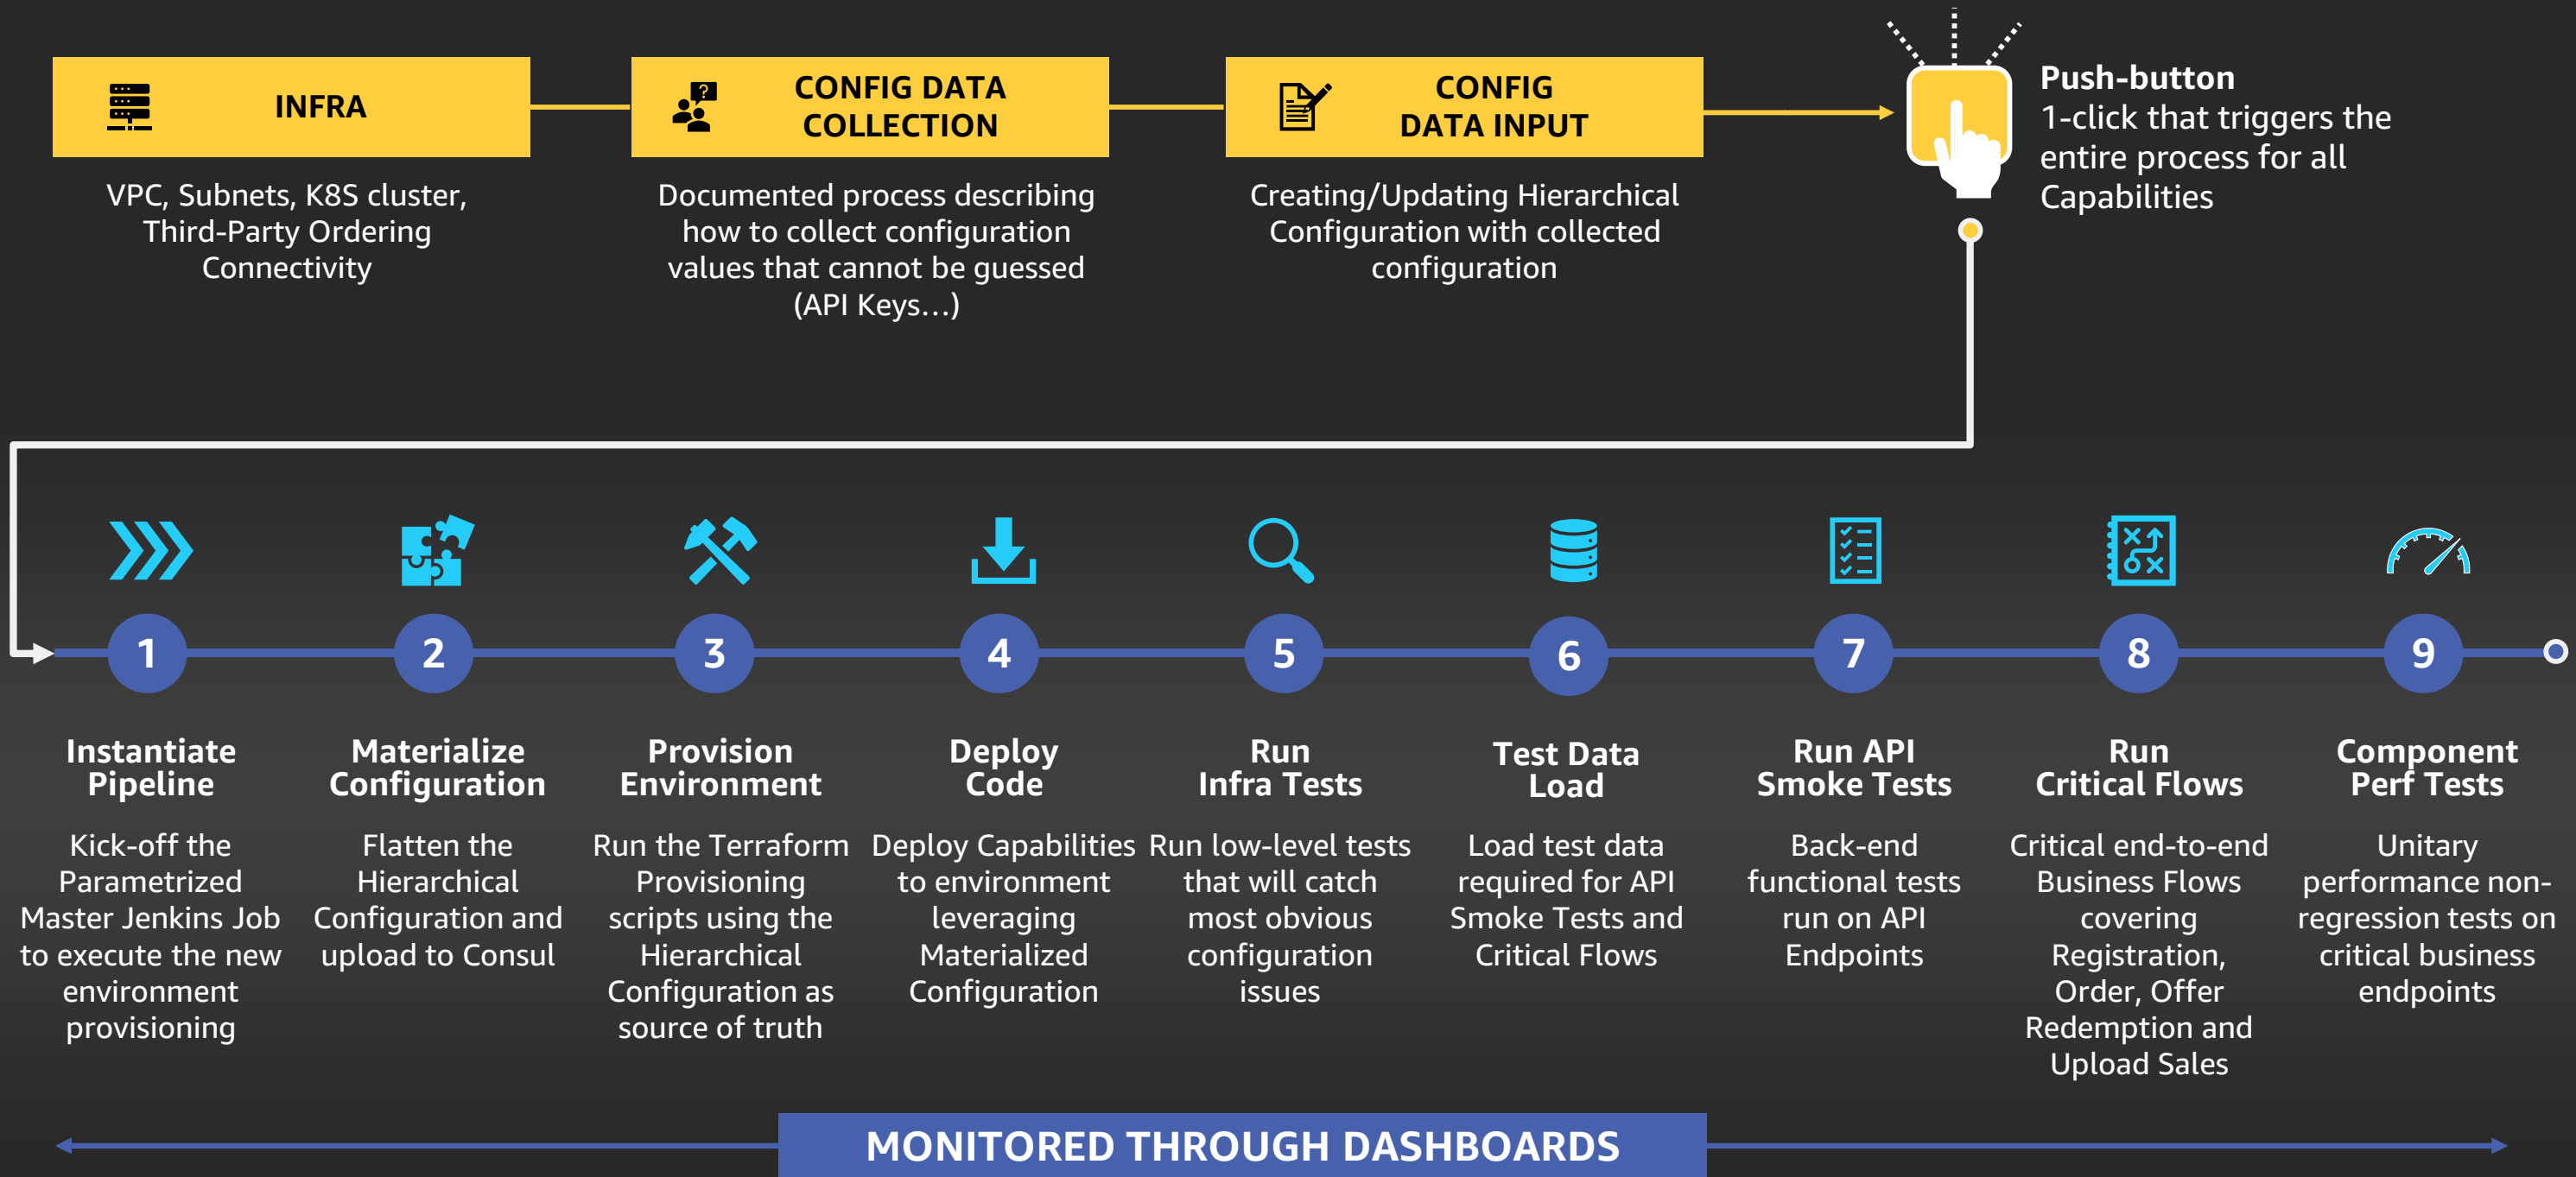 INFRA
VPC, Subnets, K8S cluster,
Third-Party Ordering
Connectivity
?
CONFIG DATA
COLLECTION
Documented process describing
how to collect configuration
values that cannot be guessed
(API Keys...)
CONFIG
DATA INPUT
Creating/Updating Hierarchical
Configuration with collected
configuration
Push-button
1-click that triggers the
entire process for all
Capabilities
1
Instantiate
Pipeline
Kick-off the
Parametrized
Master Jenkins Job
to execute the new
environment
provisioning
2
Materialize
Configuration
Flatten the
Hierarchical
Configuration and
upload to Consul
3
Provision
Environment
Run the Terraform
Provisioning
scripts using the
Hierarchical
Configuration as
source of truth
4
Deploy
Code
Deploy Capabilities
to environment
leveraging
Materialized
Configuration
5
Run
Infra Tests
Run low-level tests
that will catch
most obvious
configuration
issues
6
Test Data
Load
Load test data
required for API
Smoke Tests and
Critical Flows
7
Run API
Smoke Tests
Back-end
functional tests
run on API
Endpoints
8
Run
Critical Flows
Critical end-to-end
Business Flows
covering
Registration,
Order, Offer
Redemption and
Upload Sales
9
Component
Perf Tests
Unitary
performance non-
regression tests on
critical business
endpoints
MONITORED THROUGH DASHBOARDS